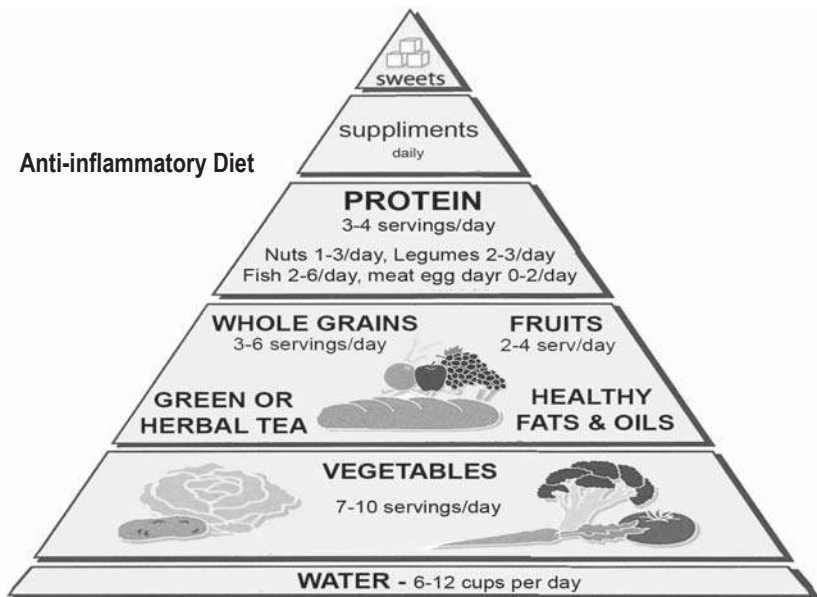 sweets
suppliments
daily
Anti-inflammatory Diet
PROTEIN
3-4 servings/day
Nuts 1-3/day, Legumes 2-3/day
Fish 2-6/day, meat egg dayr 0-2/day
WHOLE GRAINS
3-6 servings/day
FRUITS
2-4 serv/day
GREEN OR
HERBAL TEA
HEALTHY
FATS & OILS
VEGETABLES
7-10 servings/day
WATER - 6-12 cups per day